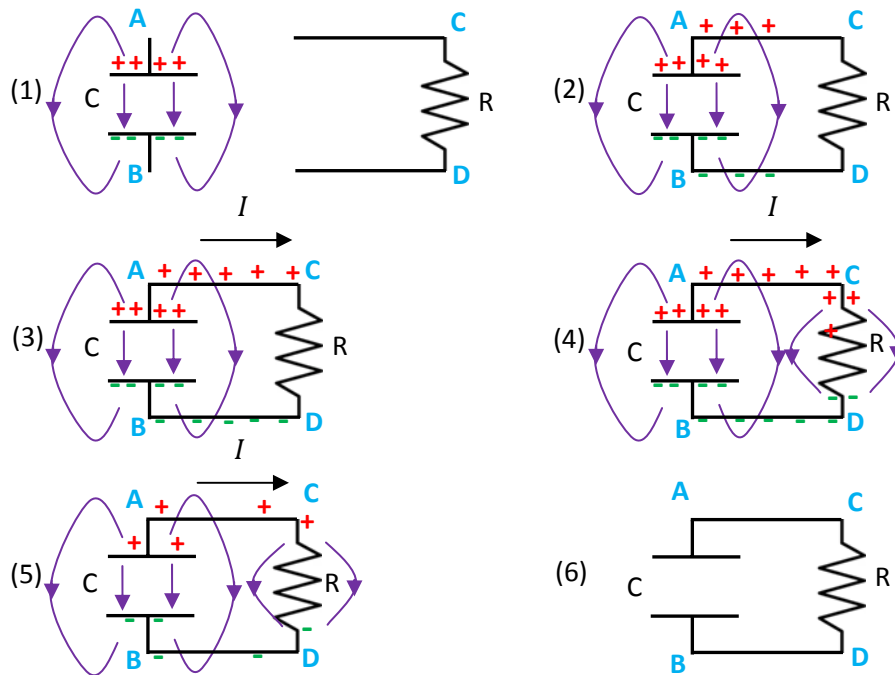 A C
(1) ++++ C R
B D
A +++ C
(2) ++++ C R
B - - - D
I
A +++++ C
(3) ++++ C R
B - - - - - D
I
A +++++ C
(4) ++++ C +++ R
B - - - - - D
I
A ++ C
(5) ++ C + R
B - - D
A C
(6) C R
B D